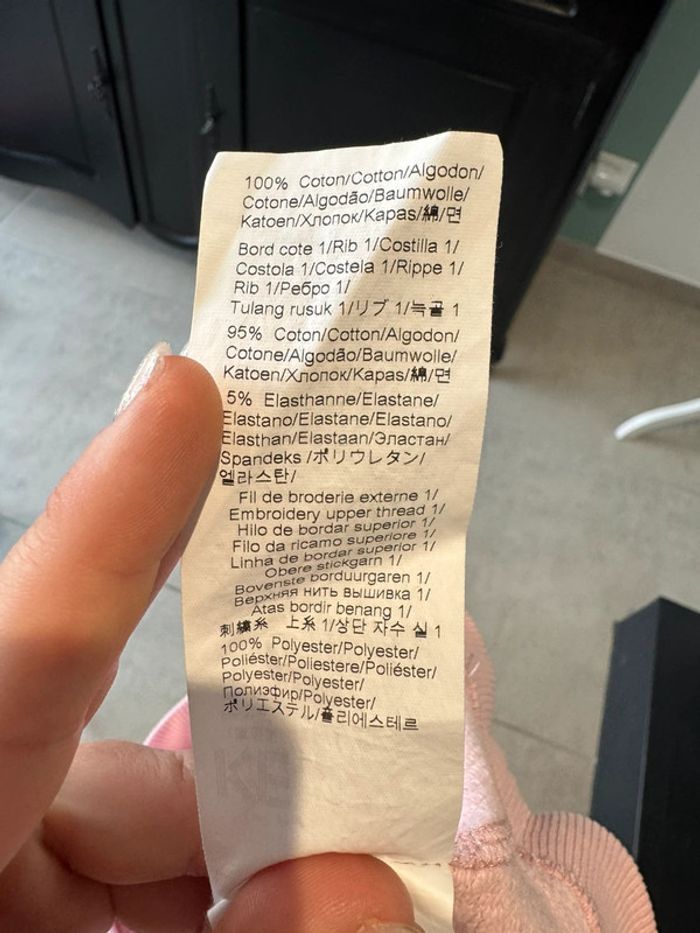 100% Coton/Cotton/Algodon/
Cotone/Algodão/Baumwolle/
Katoen/Хлопок/Kapas/綿/면
Bord cote 1/Rib 1/Costilla 1/
Costola 1/Costela 1/Rippe 1/
Rib 1/Ребро 1/
Tulang rusuk 1/リブ 1/늑골 1
95% Coton/Cotton/Algodon/
Cotone/Algodão/Baumwolle/
Katoen/Хлопок/Kapas/綿/면
5% Elasthanne/Elastane/
Elastano/Elastane/Elastano/
Elasthan/Elastaan/Эластан/
Spandeks /ポリウレタン/
엘라스탄/
Fil de broderie externe 1/
Embroidery upper thread 1/
Hilo de bordar superior 1/
Filo da ricamo superiore 1/
Linha de bordar superior 1/
Obere stickgarn 1/
Bovenste borduurgaren 1/
Верхняя нить вышивка 1/
Atas bordir benang 1/
刺繍糸 上糸 1/상단 자수 실 1
100% Polyester/Polyester/
Poliéster/Poliestere/Poliéster/
Polyester/Polyester/
Полиэфир/Polyester/
ポリエステル/폴리에스테르